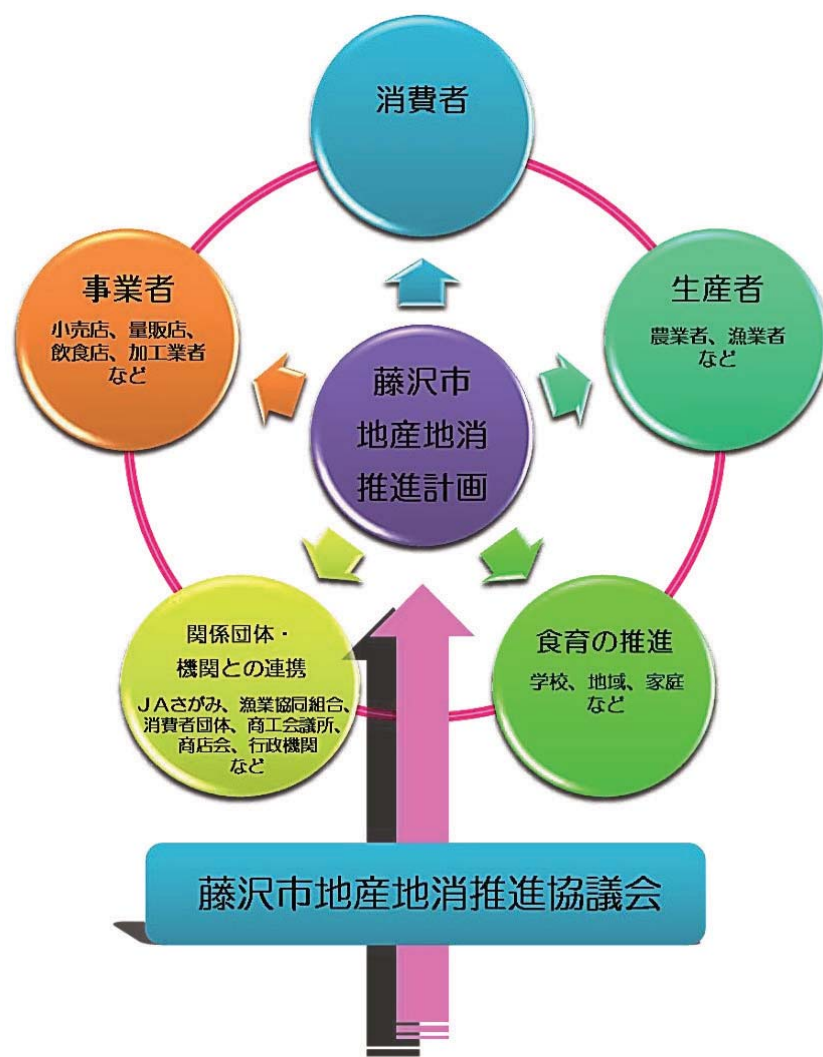 消費者
事業者
小売店、量販店、
飲食店、加工業者
など
生産者
農業者、漁業者
など
藤沢市
地産地消
推進計画
関係団体・
機関との連携
JAさがみ、漁業協同組合、
消費者団体、商工会議所、
商店会、行政機関
など
食育の推進
学校、地域、家庭
など
藤沢市地産地消推進協議会